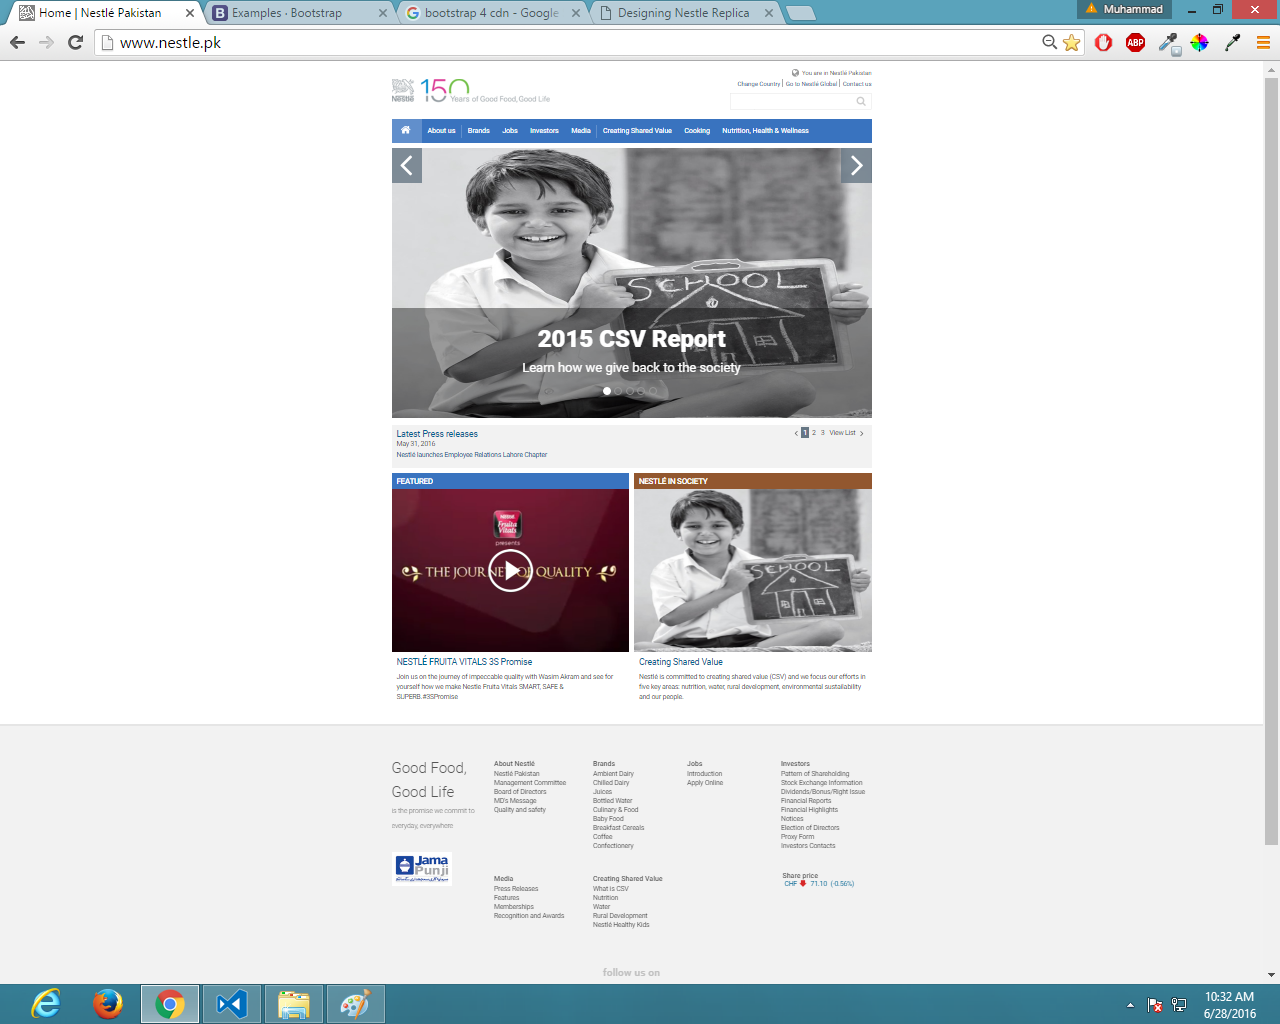 Home | Nestlé Pakistan
Examples · Bootstrap
bootstrap 4 cdn - Google
Designing Nestle Replica
Muhammad
www.nestle.pk
ABP
You are in Nestlé Pakistan
Change Country | Go to Nestlé Global | Contact us
Nestlé
150 Years of Good Food, Good Life
About us
Brands
Jobs
Investors
Media
Creating Shared Value
Cooking
Nutrition, Health & Wellness
SCHOOL
2015 CSV Report
Learn how we give back to the society
Latest Press releases
1 2 3 View List
May 31, 2016
Nestlé launches Employee Relations Lahore Chapter
FEATURED
Nestlé
Fruita
Vitals
presents
THE JOURNEY OF QUALITY
NESTLÉ FRUITA VITALS 3S Promise
Join us on the journey of impeccable quality with Wasim Akram and see for
yourself how we make Nestle Fruita Vitals SMART, SAFE &
SUPERB.#3SPromise
NESTLÉ IN SOCIETY
SCHOOL
Creating Shared Value
Nestlé is committed to creating shared value (CSV) and we focus our efforts in
five key areas: nutrition, water, rural development, environmental sustailability
and our people.
Good Food,
Good Life
is the promise we commit to
everyday, everywhere
Jama
Punji
About Nestlé
Nestlé Pakistan
Management Committee
Board of Directors
MD's Message
Quality and safety
Brands
Ambient Dairy
Chilled Dairy
Juices
Bottled Water
Culinary & Food
Baby Food
Breakfast Cereals
Coffee
Confectionery
Jobs
Introduction
Apply Online
Investors
Pattern of Shareholding
Stock Exchange Information
Dividends/Bonus/Right Issue
Financial Reports
Financial Highlights
Notices
Election of Directors
Proxy Form
Investors Contacts
Media
Press Releases
Features
Memberships
Recognition and Awards
Creating Shared Value
What is CSV
Nutrition
Water
Rural Development
Nestlé Healthy Kids
Share price
CHF 71.10 (-0.56%)
follow us on
10:32 AM
6/28/2016